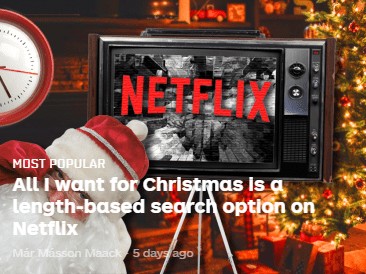 NETFLIX
MOST POPULAR
All I want for Christmas is a
length-based search option on
Netflix
Már Másson Maack · 5 days ago